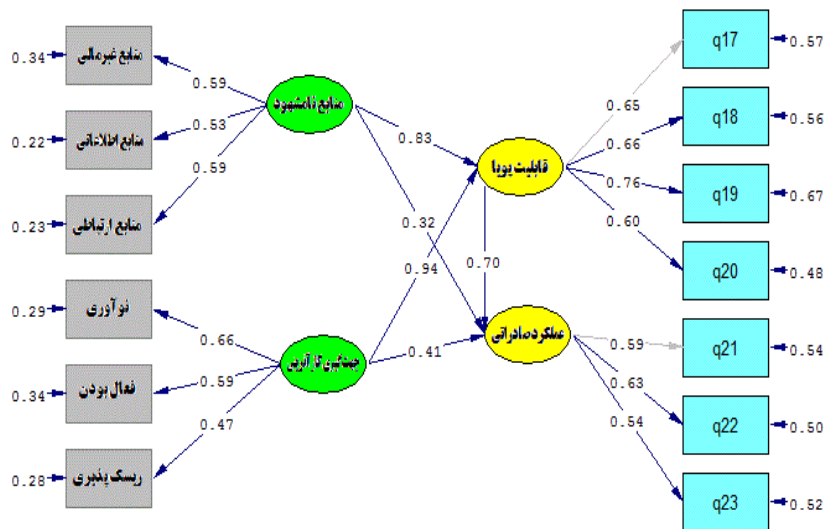 0.34
منابع غیرمالی
0.22
منابع اطلاعاتی
0.23
منابع ارتباطی
0.29
نوآوری
0.34
فعال بودن
0.28
ریسک پذیری
0.59
0.53
0.59
0.66
0.59
0.47
منابع نامشهود
جهت‌گیری کارآفرینی
0.83
0.32
0.94
0.41
0.70
قابلیت پویا
عملکرد صادراتی
0.65
0.66
0.76
0.60
0.59
0.63
0.54
q17
0.57
q18
0.56
q19
0.67
q20
0.48
q21
0.54
q22
0.50
q23
0.52